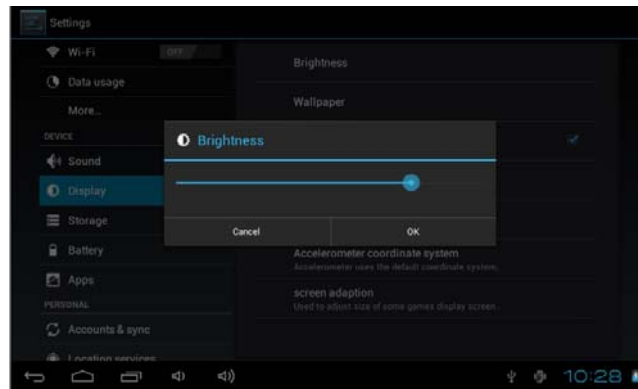 Settings
Wi-Fi
OFF
Data usage
More...
DEVICE
Sound
Display
Storage
Battery
Apps
PERSONAL
Accounts & sync
Location services
Brightness
Wallpaper
Brightness
Cancel
OK
Accelerometer coordinate system
Accelerometer uses the default coordinate system.
screen adaption
Used to adjust size of some games display screen.
10:28